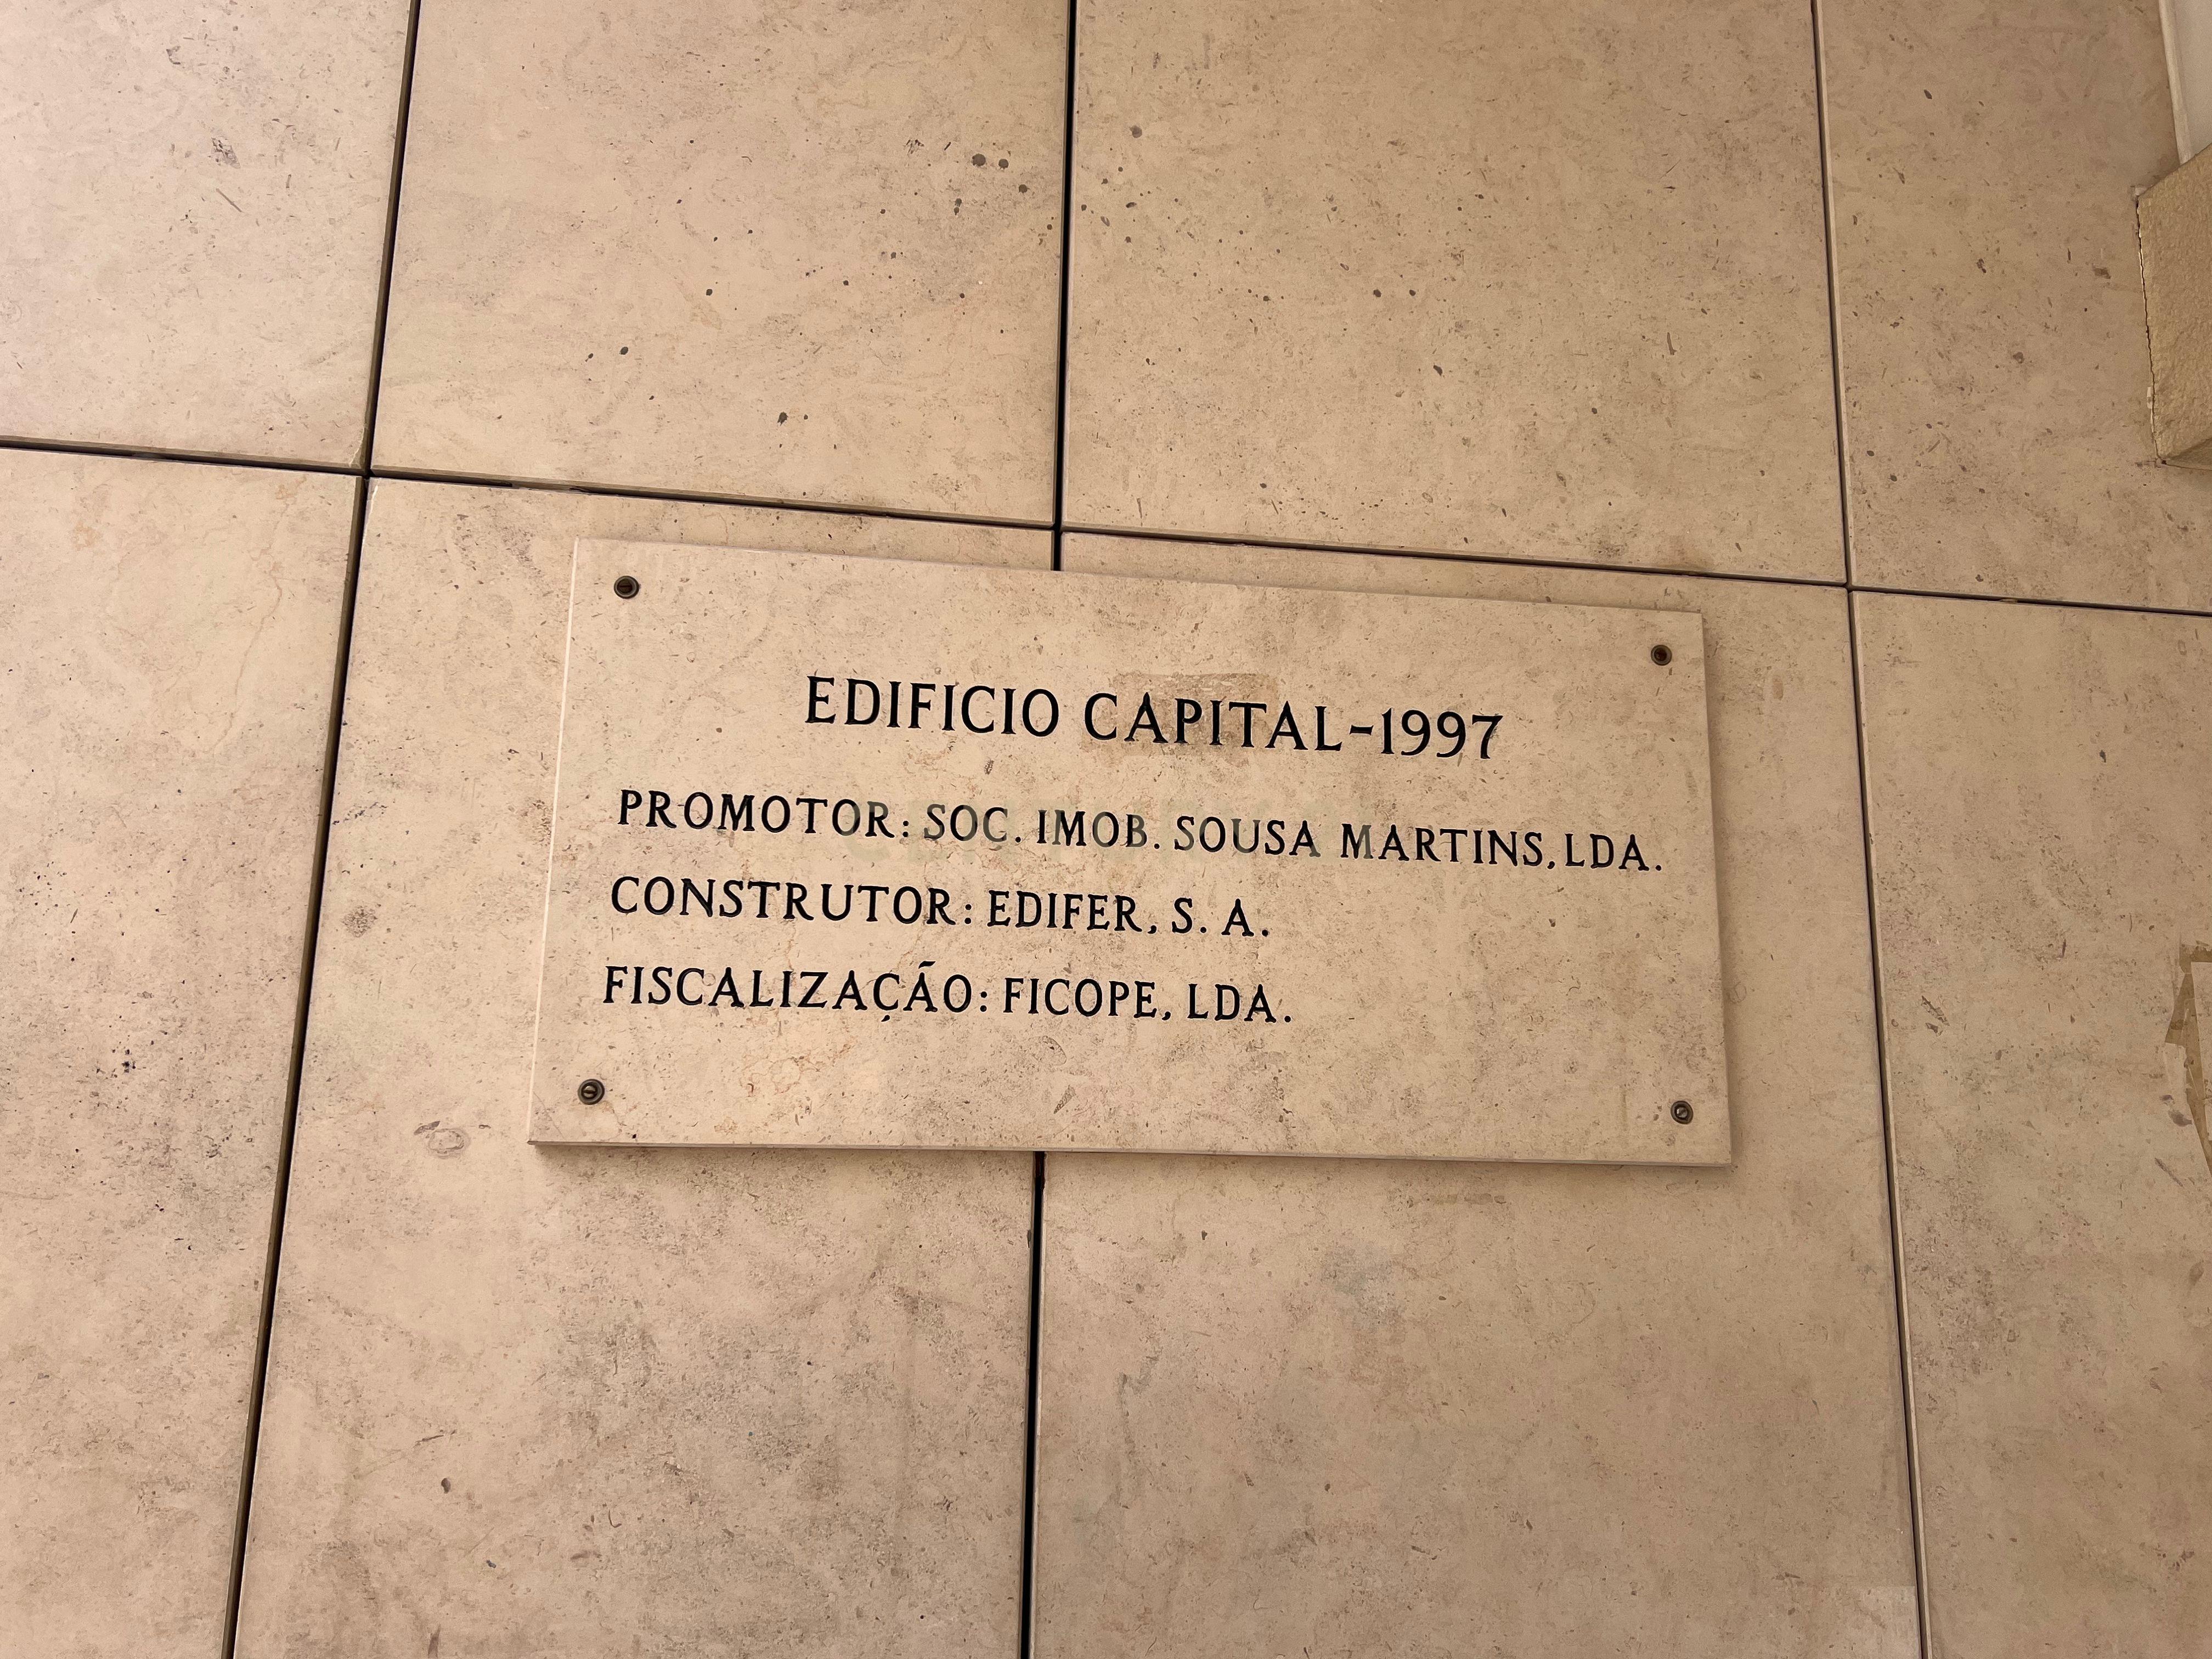 EDIFICIO CAPITAL-1997
PROMOTOR: SOC. IMOB. SOUSA MARTINS, LDA.
CONSTRUTOR: EDIFER, S. A.
FISCALIZAÇÃO: FICOPE, LDA.